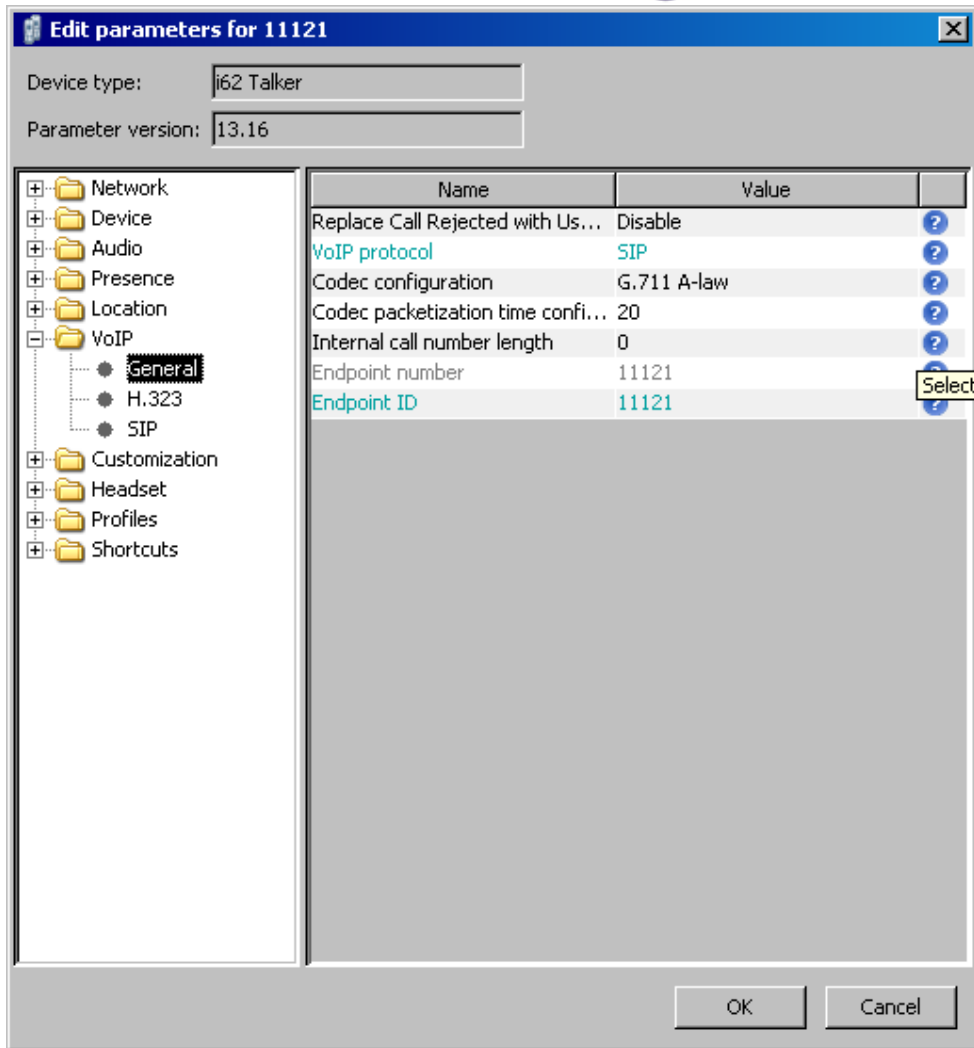 Edit parameters for 11121
Device type: i62 Talker
Parameter version: 13.16
Network
Device
Audio
Presence
Location
VoIP
General
H.323
SIP
Customization
Headset
Profiles
Shortcuts
Name Value
Replace Call Rejected with Us... Disable
VoIP protocol SIP
Codec configuration G.711 A-law
Codec packetization time confi... 20
Internal call number length 0
Endpoint number 11121
Select
Endpoint ID 11121
OK Cancel